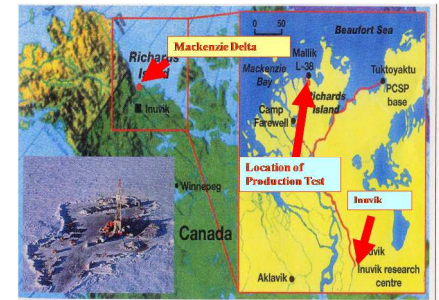 Mackenzie Delta
Richards
Island
Inuvik
Winnepeg
Canada
0 50
Beaufort Sea
Mallik
L-38
Mackenzie
Bay
Tuktoyaktu
PCSP
base
Richards
Island
Camp
Farewell
Location of
Production Test
Inuvik
Inuvik research
centre
Aklavik